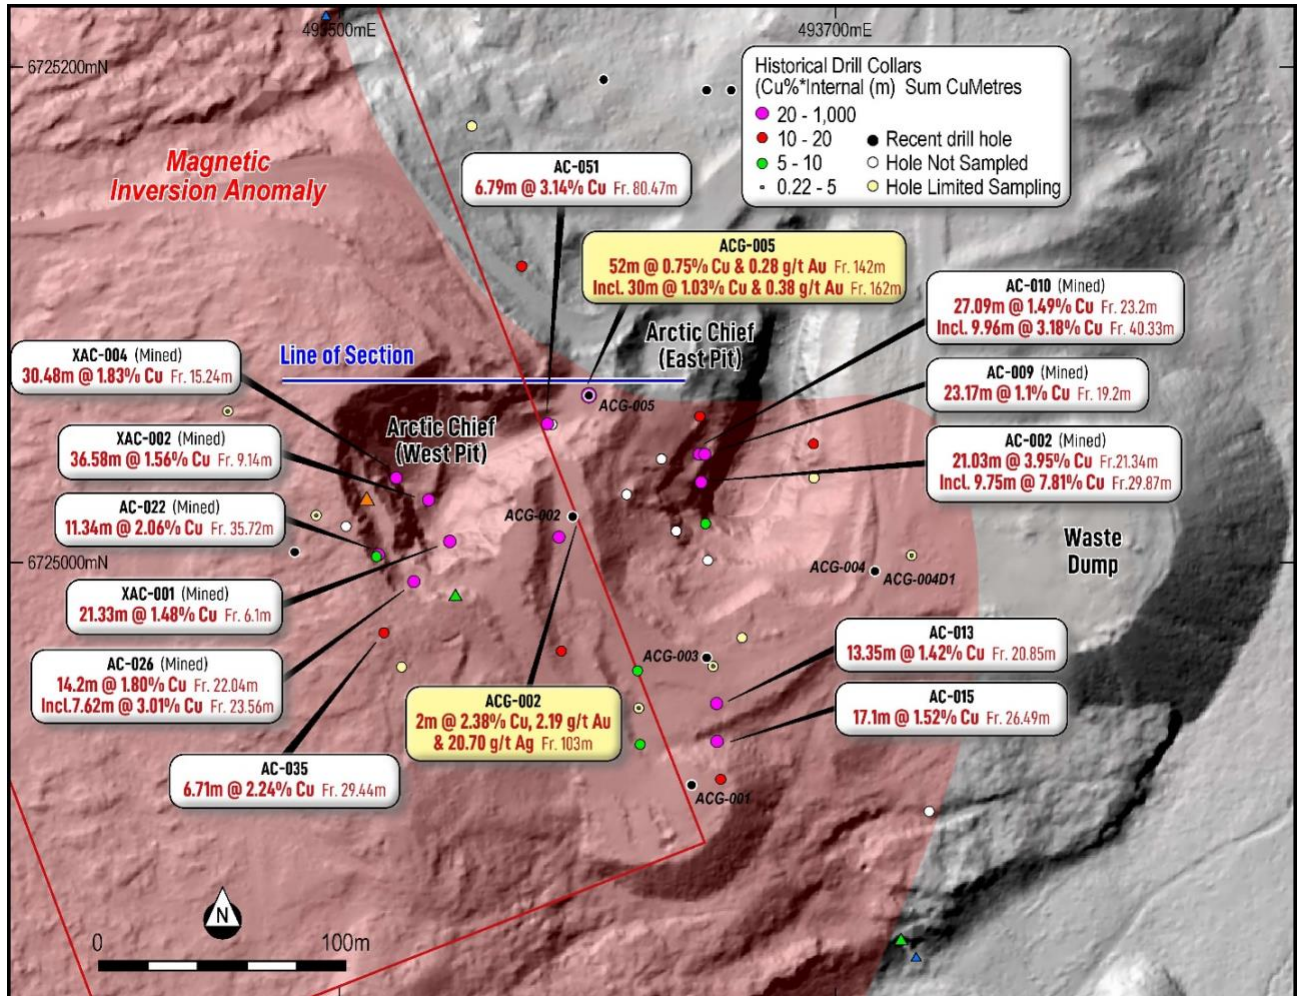 493500mE
493700mE
6725200mN
Historical Drill Collars
(Cu%*Internal (m) Sum CuMetres
20 - 1,000
10 - 20
5 - 10
0.22 - 5
Recent drill hole
Hole Not Sampled
Hole Limited Sampling
Magnetic
Inversion Anomaly
AC-051
6.79m @ 3.14% Cu Fr. 80.47m
ACG-005
52m @ 0.75% Cu & 0.28 g/t Au Fr. 142m
Incl. 30m @ 1.03% Cu & 0.38 g/t Au Fr. 162m
AC-010 (Mined)
27.09m @ 1.49% Cu Fr. 23.2m
Incl. 9.96m @ 3.18% Cu Fr. 40.33m
Arctic Chief
(East Pit)
Line of Section
XAC-004 (Mined)
30.48m @ 1.83% Cu Fr. 15.24m
AC-009 (Mined)
23.17m @ 1.1% Cu Fr. 19.2m
ACG-005
Arctic Chief
(West Pit)
XAC-002 (Mined)
36.58m @ 1.56% Cu Fr. 9.14m
AC-002 (Mined)
21.03m @ 3.95% Cu Fr.21.34m
Incl. 9.75m @ 7.81% Cu Fr.29.87m
AC-022 (Mined)
11.34m @ 2.06% Cu Fr. 35.72m
ACG-002
Waste
Dump
6725000mN
ACG-004
ACG-004D1
XAC-001 (Mined)
21.33m @ 1.48% Cu Fr. 6.1m
AC-013
13.35m @ 1.42% Cu Fr. 20.85m
ACG-003
AC-026 (Mined)
14.2m @ 1.80% Cu Fr. 22.04m
Incl.7.62m @ 3.01% Cu Fr. 23.56m
ACG-002
2m @ 2.38% Cu, 2.19 g/t Au
& 20.70 g/t Ag Fr. 103m
AC-015
17.1m @ 1.52% Cu Fr. 26.49m
AC-035
6.71m @ 2.24% Cu Fr. 29.44m
ACG-001
N
0
100m